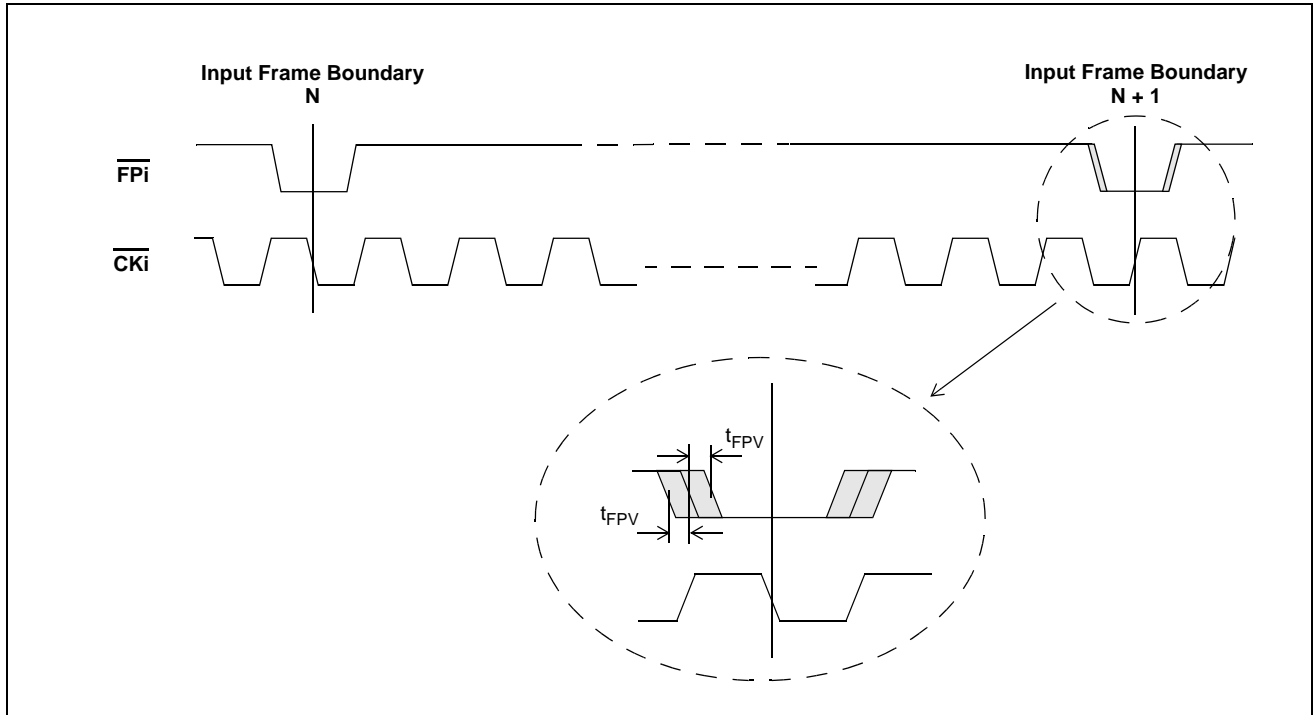 Input Frame Boundary
N
Input Frame Boundary
N + 1
FPi
CKi
tFPV
tFPV